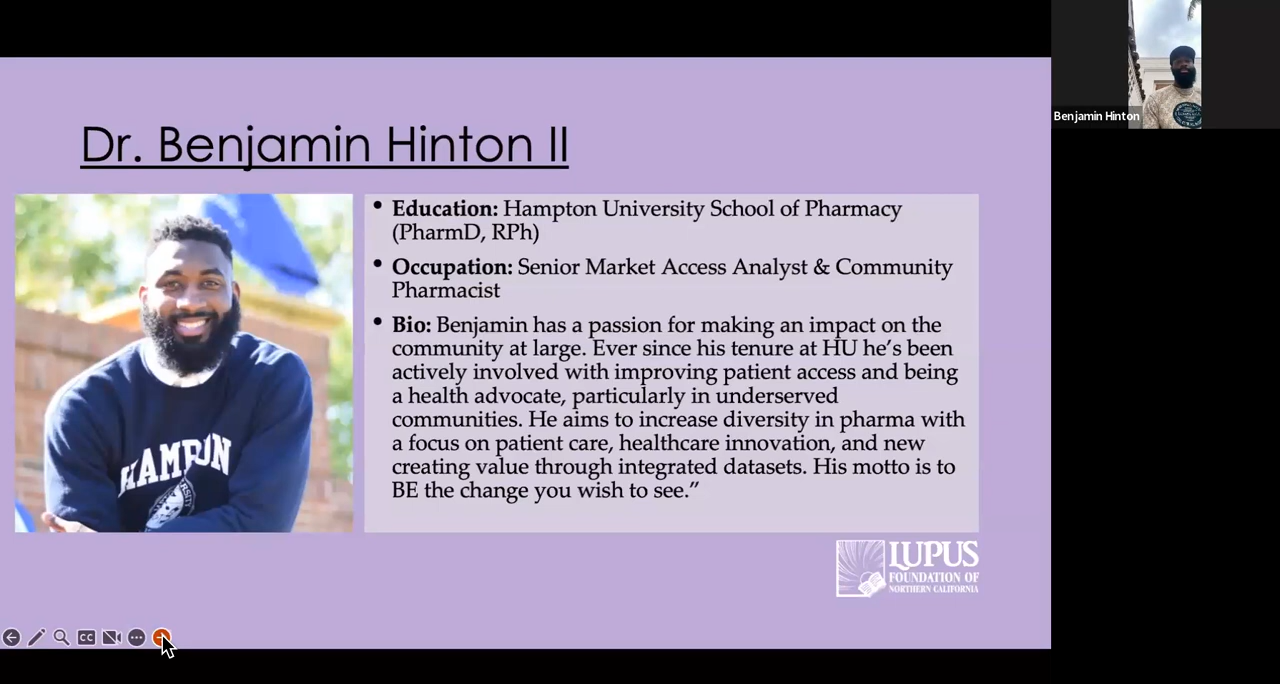 Dr. Benjamin Hinton II
• Education: Hampton University School of Pharmacy
(PharmD, RPh)
• Occupation: Senior Market Access Analyst & Community
Pharmacist
• Bio: Benjamin has a passion for making an impact on the
community at large. Ever since his tenure at HU he’s been
actively involved with improving patient access and being
a health advocate, particularly in underserved
communities. He aims to increase diversity in pharma with
a focus on patient care, healthcare innovation, and new
creating value through integrated datasets. His motto is to
BE the change you wish to see.”
LUPUS
FOUNDATION OF
NORTHERN CALIFORNIA
CC
Benjamin Hinton